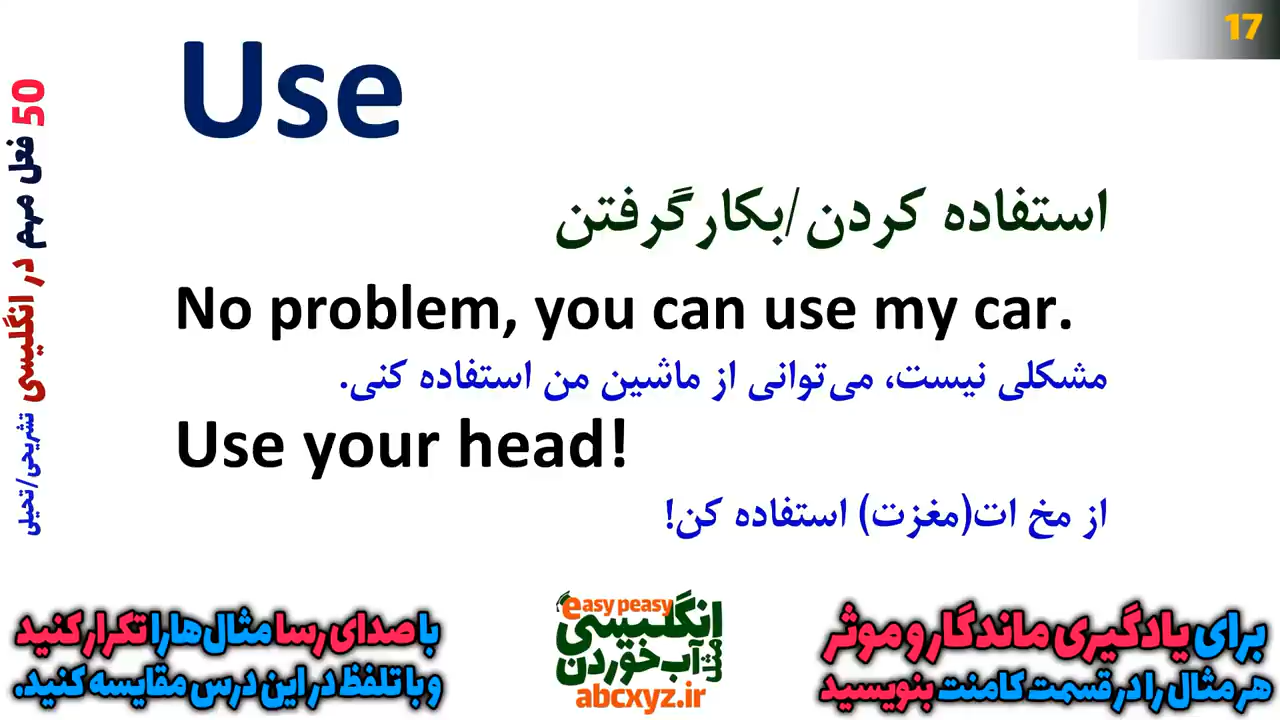 17
50 فعل مهم در انگلیسی تشریحی/تحیلی
Use
استفاده کردن/بکارگرفتن
No problem, you can use my car.
مشکلی نیست، می‌توانی از ماشین من استفاده کنی.
Use your head!
از مخ ات(مغزت) استفاده کن!
برای یادگیری ماندگار و موثر
هر مثال را در قسمت کامنت بنویسید
easy peasy
انگلیسی
مثل آب خوردن
abcxyz.ir
با صدای رسا مثال‌ها را تکرار کنید
و با تلفظ در این درس مقایسه کنید.